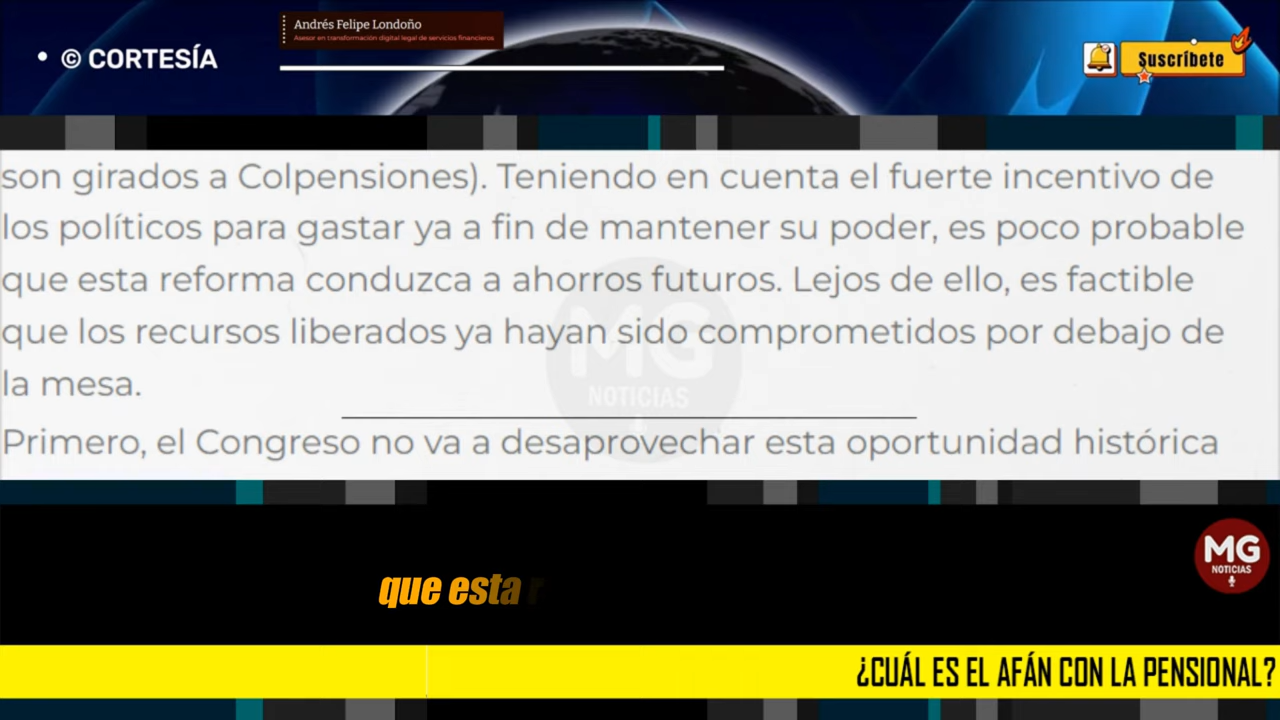 Andrés Felipe Londoño
Asesor en transformación digital legal de servicios financieros
• © CORTESÍA
Suscríbete
son girados a Colpensiones). Teniendo en cuenta el fuerte incentivo de
los políticos para gastar ya a fin de mantener su poder, es poco probable
que esta reforma conduzca a ahorros futuros. Lejos de ello, es factible
que los recursos liberados ya hayan sido comprometidos por debajo de
la mesa.
MG
NOTICIAS
Primero, el Congreso no va a desaprovechar esta oportunidad histórica
MG
NOTICIAS
que esta r
¿CUÁL ES EL AFÁN CON LA PENSIONAL?